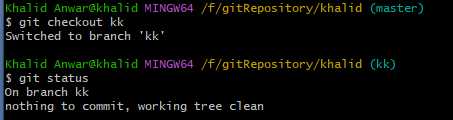 Khalid Anwar@khalid MINGW64 /f/gitRepository/khalid (master)
$ git checkout kk
Switched to branch 'kk'
Khalid Anwar@khalid MINGW64 /f/gitRepository/khalid (kk)
$ git status
On branch kk
nothing to commit, working tree clean